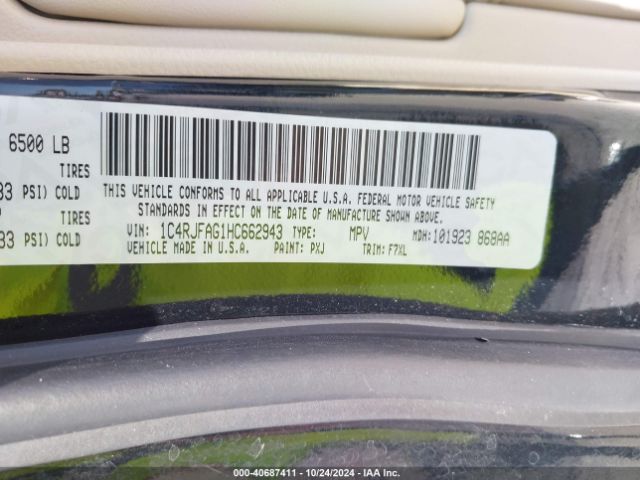 6500 LB
TIRES
33 PSI) COLD
TIRES
33 PSI) COLD
THIS VEHICLE CONFORMS TO ALL APPLICABLE U.S.A. FEDERAL MOTOR VEHICLE SAFETY
STANDARDS IN EFFECT ON THE DATE OF MANUFACTURE SHOWN ABOVE.
VIN: 1C4RJFAG1HC662943 TYPE: MPV MDH: 101923 868AA
VEHICLE MADE IN U.S.A. PAINT: PXJ TRIM: F7XL
000-40687411 - 10/24/2024 - IAA Inc.